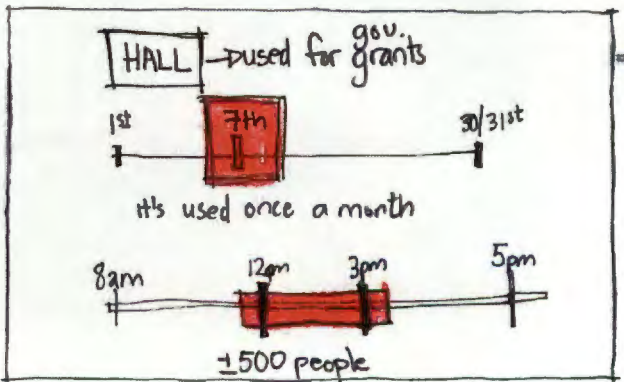 HALL → used for gov. grants
1st 7th 30/31st
it's used once a month
8am 12pm 3pm 5pm
±500 people